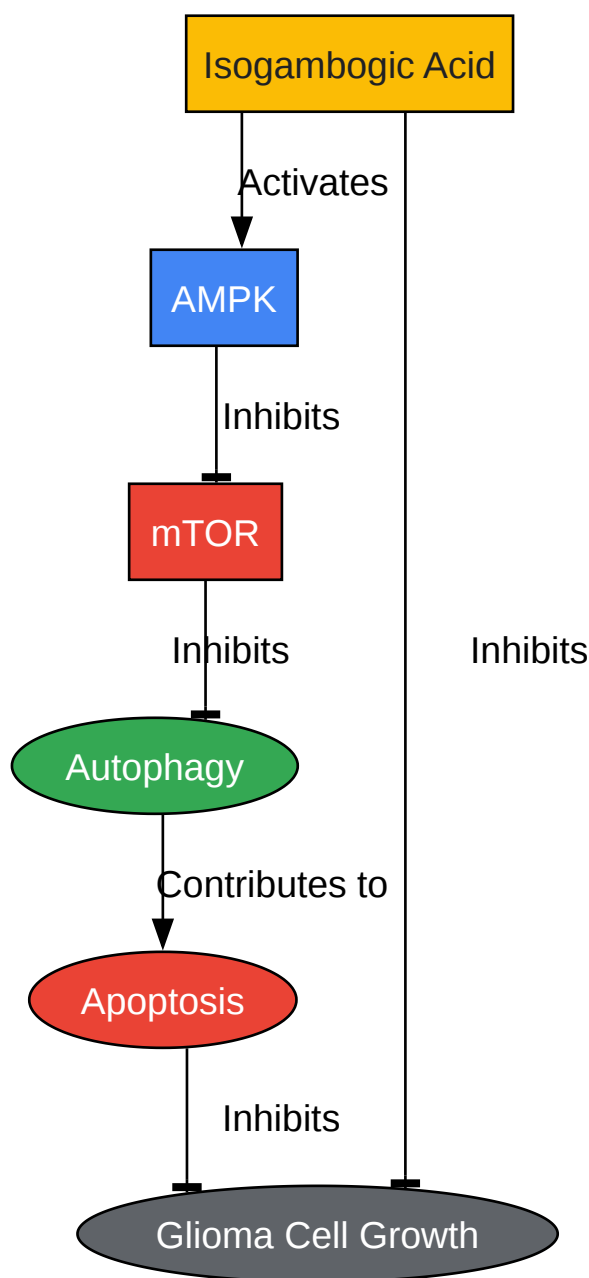 Isogambogic Acid
Activates
AMPK
Inhibits
mTOR
Inhibits
Inhibits
Autophagy
Contributes to
Apoptosis
Inhibits
Glioma Cell Growth